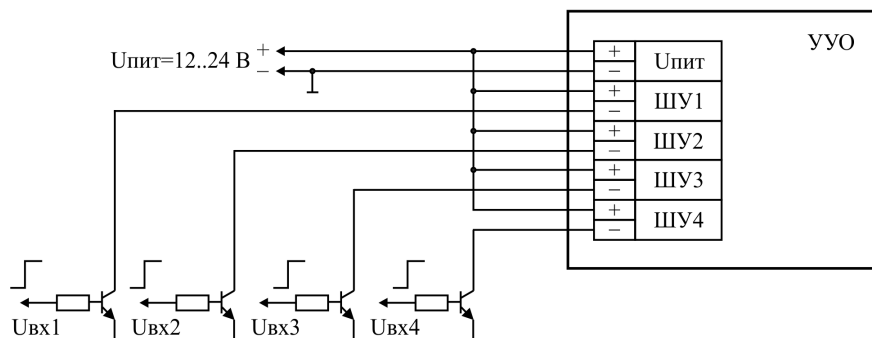 УУО
Uпит=12..24 В
+
−
+
−
Uпит
+
−
ШУ1
+
−
ШУ2
+
−
ШУ3
+
−
ШУ4
Uвх1
Uвх2
Uвх3
Uвх4